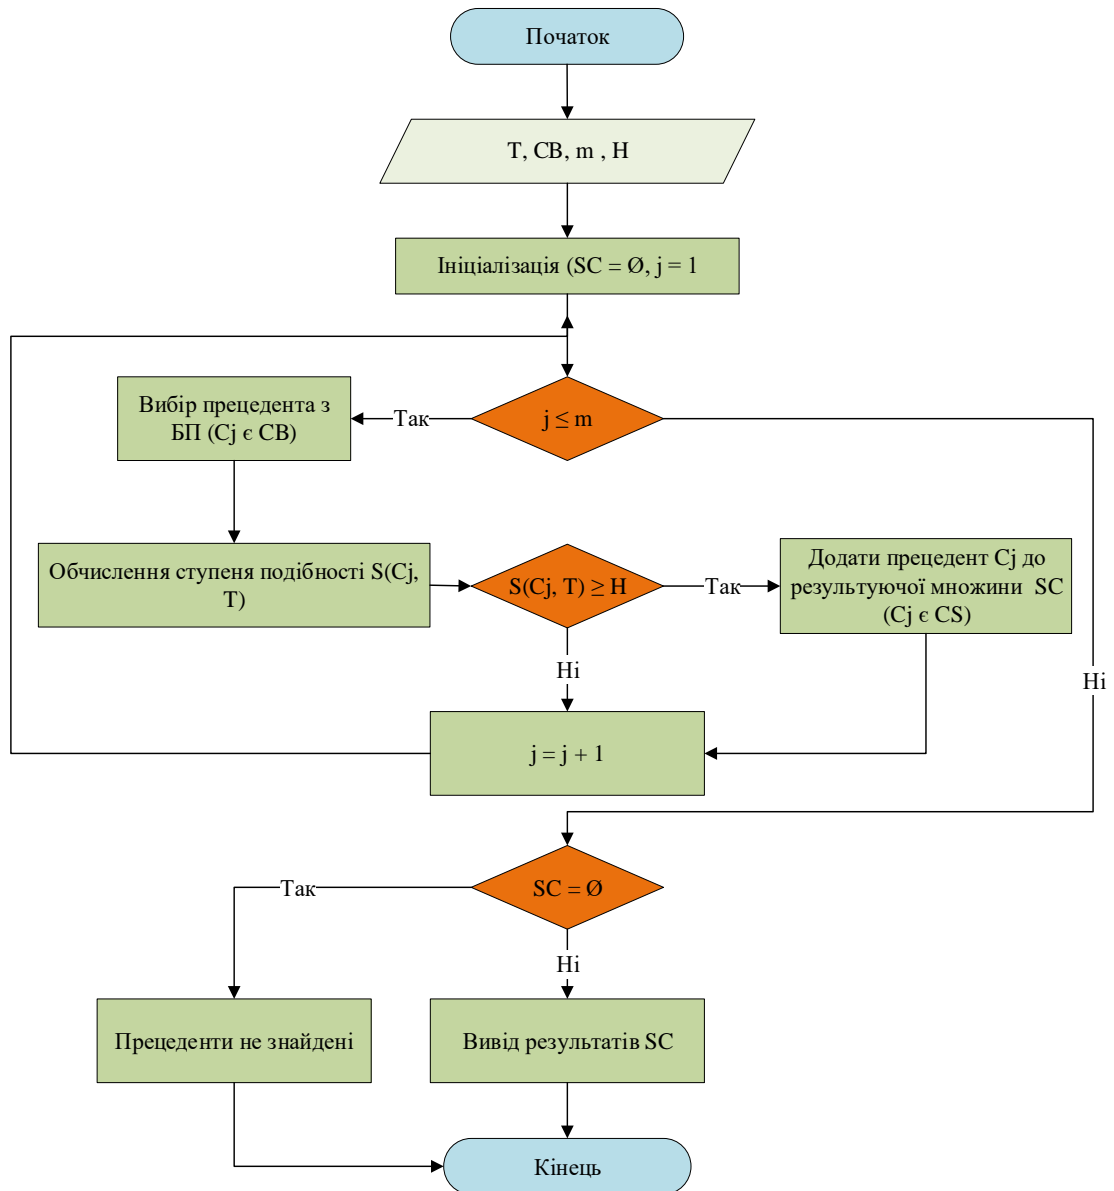 Початок
T, CB, m , H
Ініціалізація (SC = Ø, j = 1
Вибір прецедента з
БП (Cj є CB)
Так
j ≤ m
Обчислення ступеня подібності S(Cj,
T)
S(Cj, T) ≥ H
Так
Додати прецедент Cj до
результуючої множини  SC
(Cj є CS)
Ні
Ні
j = j + 1
Так
SC = Ø
Ні
Прецеденти не знайдені
Вивід результатів SC
Кінець